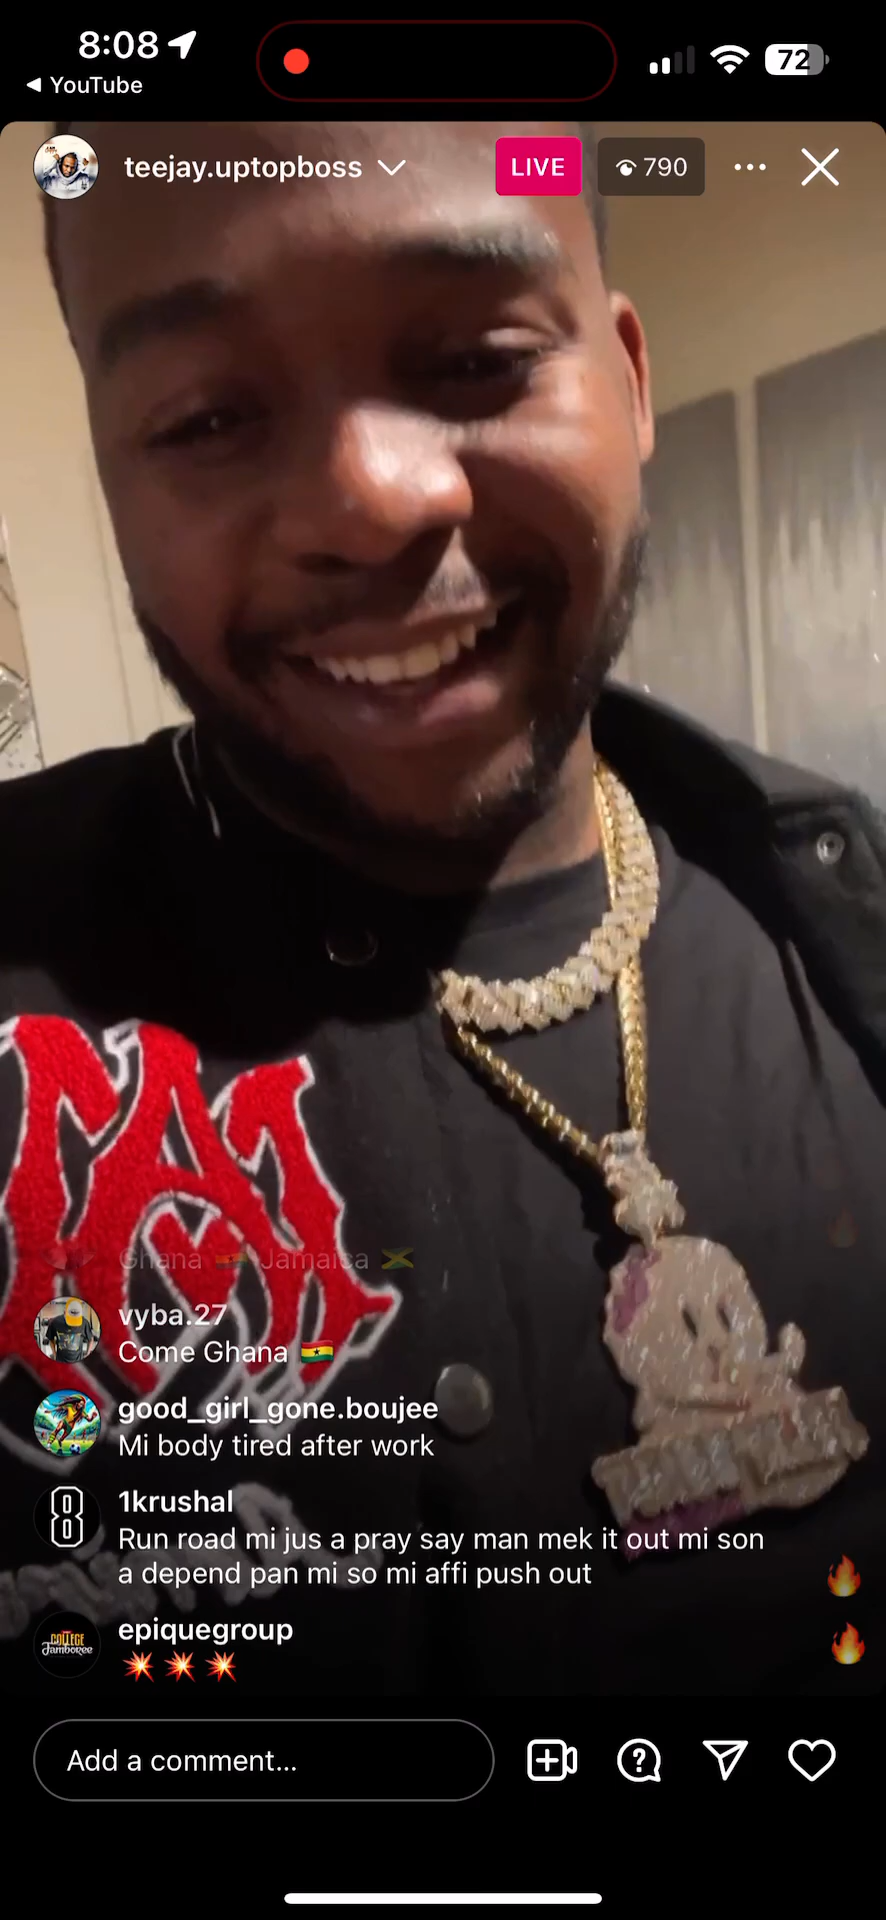 8:08
◀ YouTube
72
teejay.uptopboss
LIVE
790
Ghana 🇬🇭 Jamaica 🇯🇲
vyba.27
Come Ghana 🇬🇭
good_girl_gone.boujee
Mi body tired after work
1krushal
Run road mi jus a pray say man mek it out mi son
a depend pan mi so mi affi push out
COLLEGE
Jamboree
epiquegroup
💥 💥 💥
Add a comment...